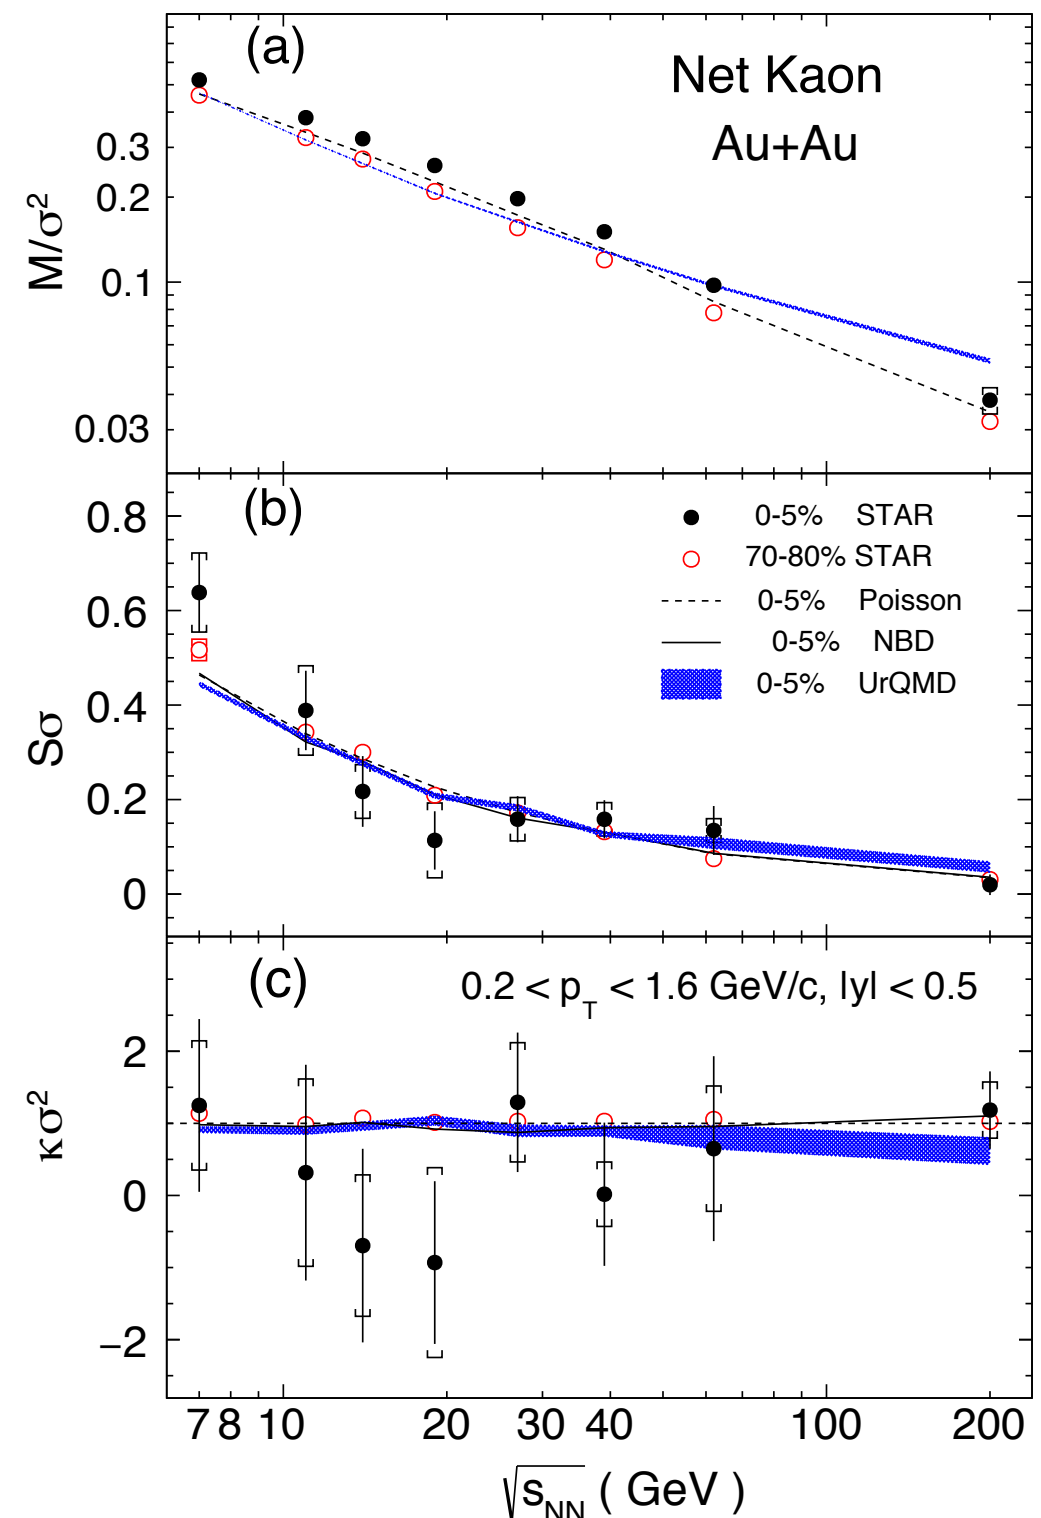 (a)
Net Kaon
Au+Au
M/σ²
0.3
0.2
0.1
0.03
(b)
0-5% STAR
70-80% STAR
0-5% Poisson
0-5% NBD
0-5% UrQMD
Sσ
0.8
0.6
0.4
0.2
0
(c)
0.2 < p_T < 1.6 GeV/c, |y| < 0.5
κσ²
2
0
−2
7 8 10 20 30 40 100 200
√s_NN ( GeV )